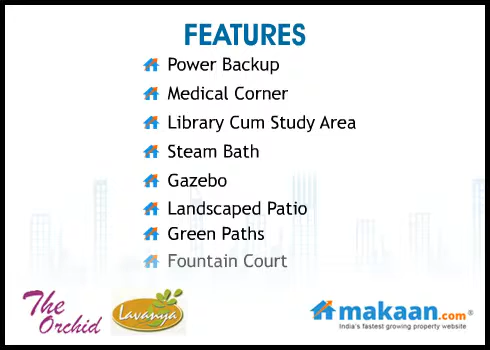 FEATURES
Power Backup
Medical Corner
Library Cum Study Area
Steam Bath
Gazebo
Landscaped Patio
Green Paths
Fountain Court
The
Orchid
Lavanya
makaan.com®
India's fastest growing property website